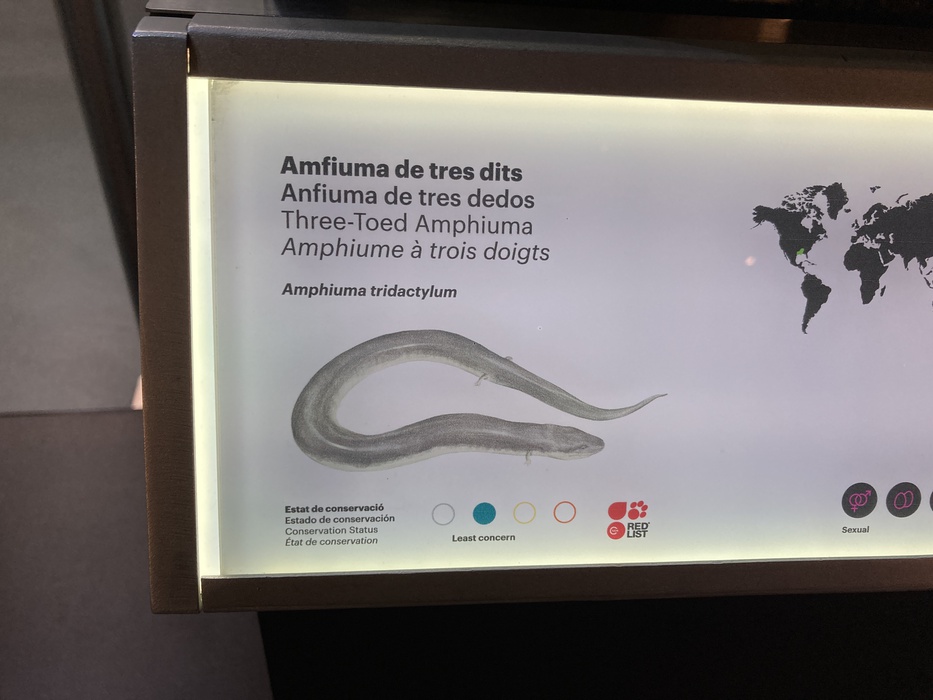 Amfiuma de tres dits
Anfiuma de tres dedos
Three-Toed Amphiuma
Amphiume à trois doigts
Amphiuma tridactylum
Estat de conservació
Estado de conservación
Conservation Status
État de conservation
Least concern
RED
LIST
Sexual